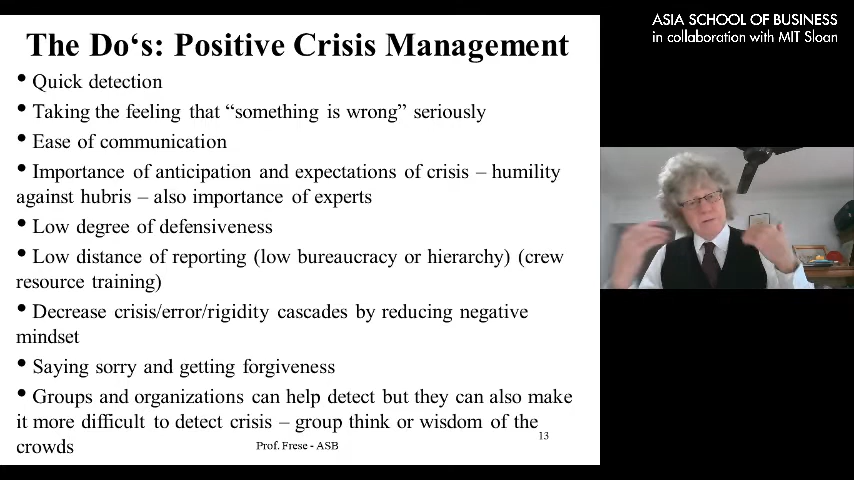 The Do‘s: Positive Crisis Management
• Quick detection
• Taking the feeling that “something is wrong” seriously
• Ease of communication
• Importance of anticipation and expectations of crisis – humility
against hubris – also importance of experts
• Low degree of defensiveness
• Low distance of reporting (low bureaucracy or hierarchy) (crew
resource training)
• Decrease crisis/error/rigidity cascades by reducing negative
mindset
• Saying sorry and getting forgiveness
• Groups and organizations can help detect but they can also make
it more difficult to detect crisis – group think or wisdom of the
crowds
Prof. Frese - ASB
13
ASIA SCHOOL OF BUSINESS
in collaboration with MIT Sloan